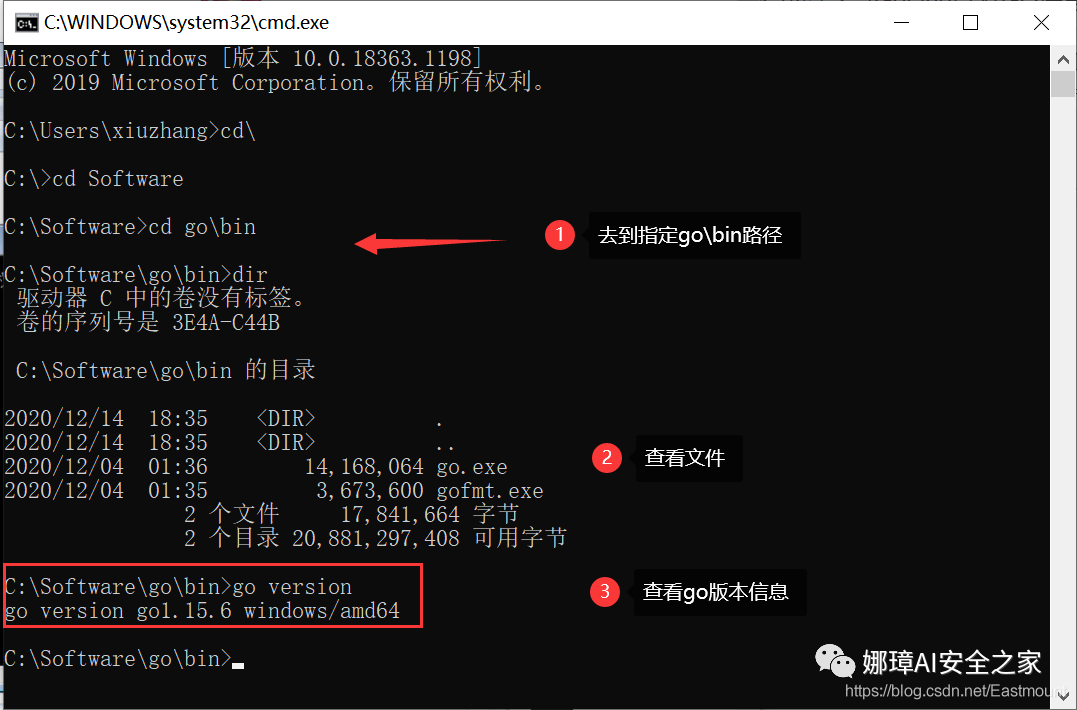 C:\WINDOWS\system32\cmd.exe
Microsoft Windows [版本 10.0.18363.1198]
(c) 2019 Microsoft Corporation。保留所有权利。
C:\Users\xiuzhang>cd\
C:\>cd Software
C:\Software>cd go\bin
1 去到指定go\bin路径
C:\Software\go\bin>dir
驱动器 C 中的卷没有标签。
卷的序列号是 3E4A-C44B
C:\Software\go\bin 的目录
2020/12/14 18:35 <DIR> .
2020/12/14 18:35 <DIR> ..
2 查看文件
2020/12/04 01:36 14,168,064 go.exe
2020/12/04 01:35 3,673,600 gofmt.exe
2 个文件 17,841,664 字节
2 个目录 20,881,297,408 可用字节
C:\Software\go\bin>go version
3 查看go版本信息
go version go1.15.6 windows/amd64
C:\Software\go\bin>
娜璋AI安全之家
https://blog.csdn.net/Eastmount